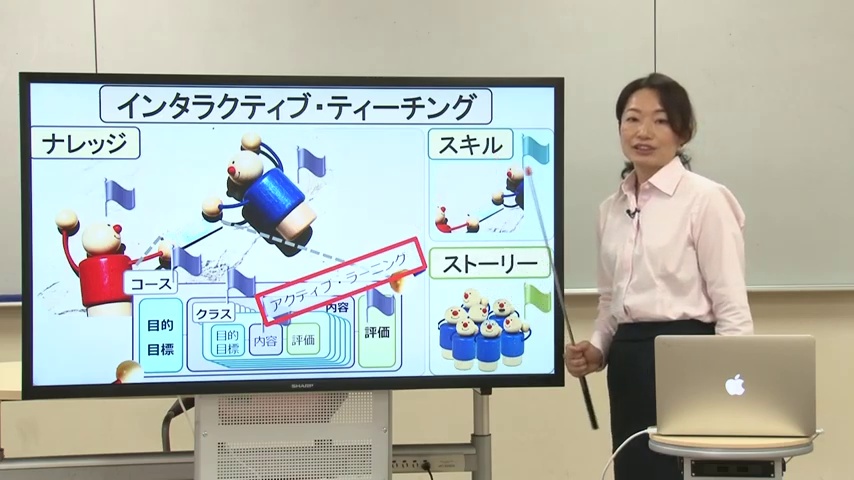 インタラクティブ・ティーチング
ナレッジ
スキル
ストーリー
アクティブ・ラーニング
コース
クラス
内容
目的
目標
目的
目標
内容
評価
評価
SHARP